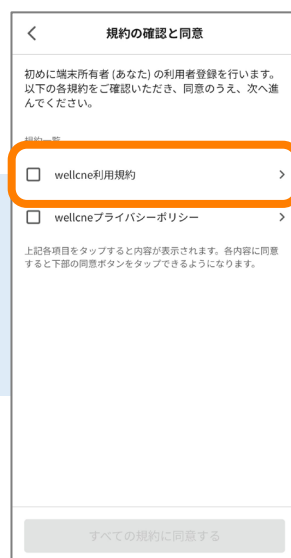 規約の確認と同意
初めに端末所有者 (あなた) の利用者登録を行います。
以下の各規約をご確認いただき、同意のうえ、次へ進
んでください。
規約一覧
wellcne利用規約
wellcneプライバシーポリシー
上記各項目をタップすると内容が表示されます。各内容に同意
すると下部の同意ボタンをタップできるようになります。
すべての規約に同意する